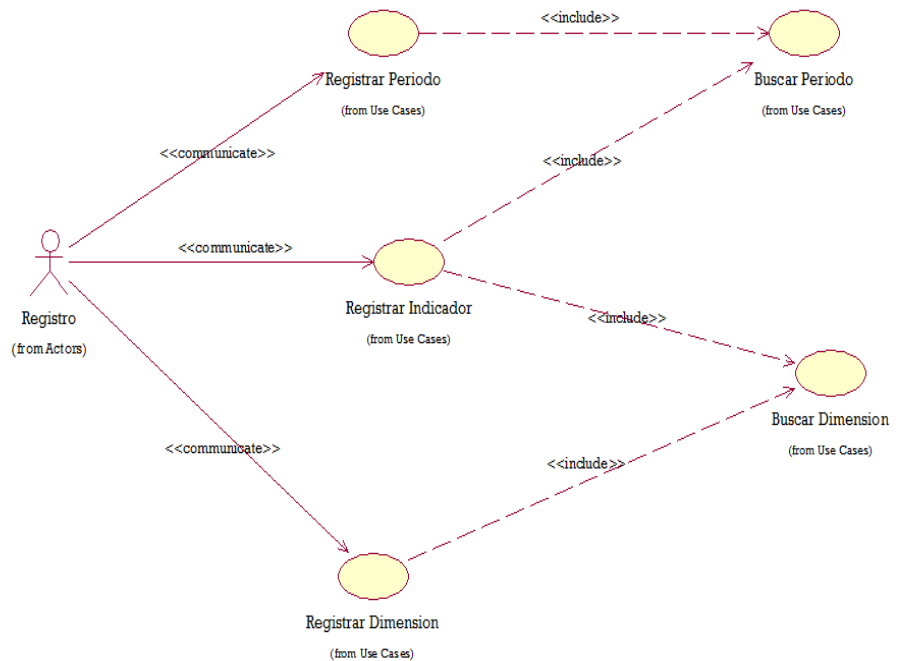 <<include>>
Registrar Periodo
(from Use Cases)
Buscar Periodo
(from Use Cases)
<<communicate>>
<<include>>
<<communicate>>
Registro
(from Actors)
Registrar Indicador
(from Use Cases)
<<include>>
Buscar Dimension
(from Use Cases)
<<communicate>>
<<include>>
Registrar Dimension
(from Use Cases)